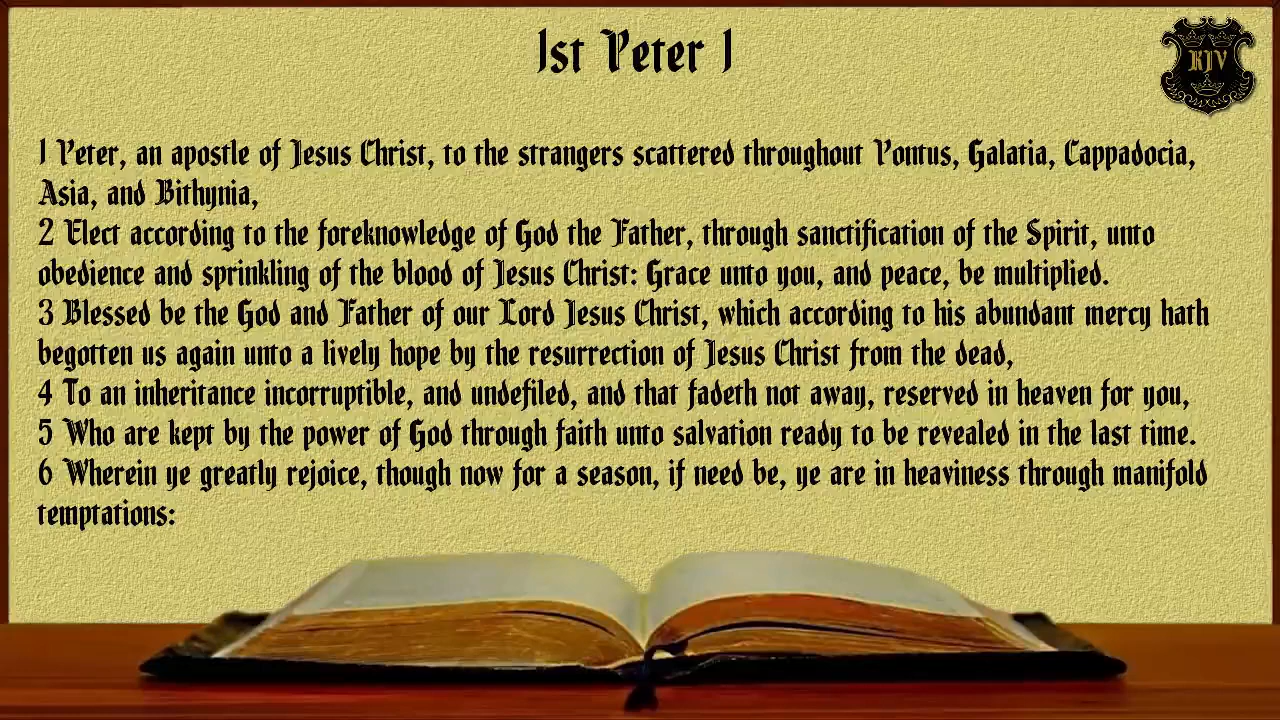 1st Peter 1
KJV
1 Peter, an apostle of Jesus Christ, to the strangers scattered throughout Pontus, Galatia, Cappadocia,
Asia, and Bithynia,
2 Elect according to the foreknowledge of God the Father, through sanctification of the Spirit, unto
obedience and sprinkling of the blood of Jesus Christ: Grace unto you, and peace, be multiplied.
3 Blessed be the God and Father of our Lord Jesus Christ, which according to his abundant mercy hath
begotten us again unto a lively hope by the resurrection of Jesus Christ from the dead,
4 To an inheritance incorruptible, and undefiled, and that fadeth not away, reserved in heaven for you,
5 Who are kept by the power of God through faith unto salvation ready to be revealed in the last time.
6 Wherein ye greatly rejoice, though now for a season, if need be, ye are in heaviness through manifold
temptations: